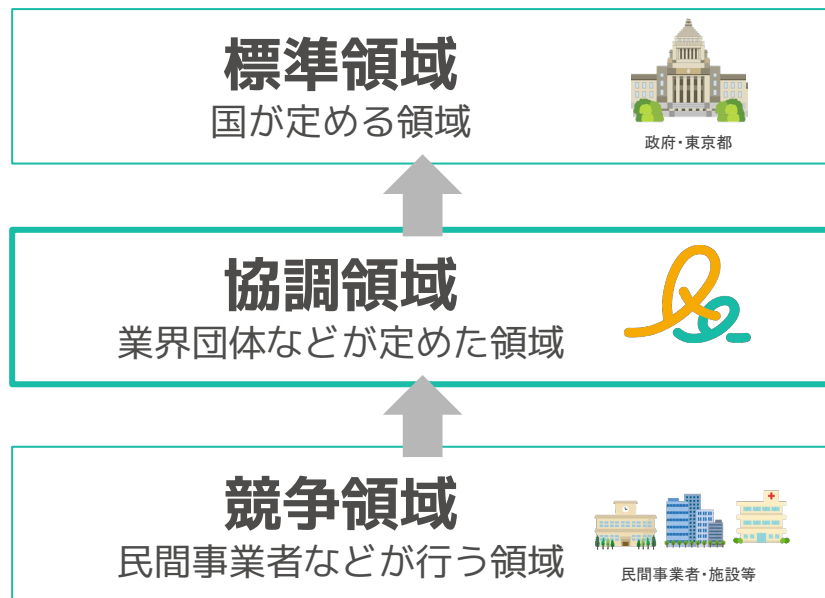 標準領域
国が定める領域
政府・東京都
協調領域
業界団体などが定めた領域
競争領域
民間事業者などが行う領域
民間事業者・施設等